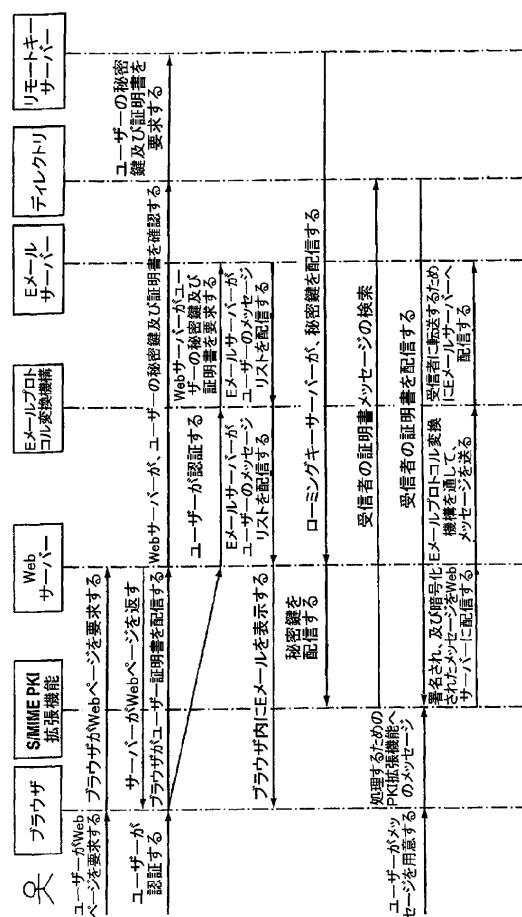 ブラウザ
S/MIME PKI
拡張機能
Web
サーバー
Eメールプロト
コル変換機構
Eメール
サーバー
ディレクトリ
リモートキー
サーバー
ユーザーがWeb
ページを要求する
ブラウザがWebページを要求する
サーバーがWebページを返す
ユーザーが
認証する
ブラウザがユーザー証明書を配信する
Webサーバーが、ユーザーの秘密鍵及び証明書を確認する
ユーザーの秘密
鍵及び証明書を
要求する
ユーザーが認証する
Webサーバーがユー
ザーの秘密鍵及び
証明書を要求する
Eメールサーバーが
ユーザーのメッセージ
リストを配信する
Eメールサーバーが
ユーザーのメッセージ
リストを配信する
ブラウザ内にEメールを表示する
ローミングキーサーバーが、秘密鍵を配信する
秘密鍵を
配信する
受信者の証明書メッセージの検索
受信者の証明書を配信する
ユーザーがメッ
セージを用意する
処理するための
PKI拡張機能へ
のメッセージ
署名され、及び暗号化
されたメッセージをWeb
サーバーに配信する
Eメールプロトコル変換
機構を通して、
メッセージを送る
受信者に転送するため
にEメールサーバーへ
配信する